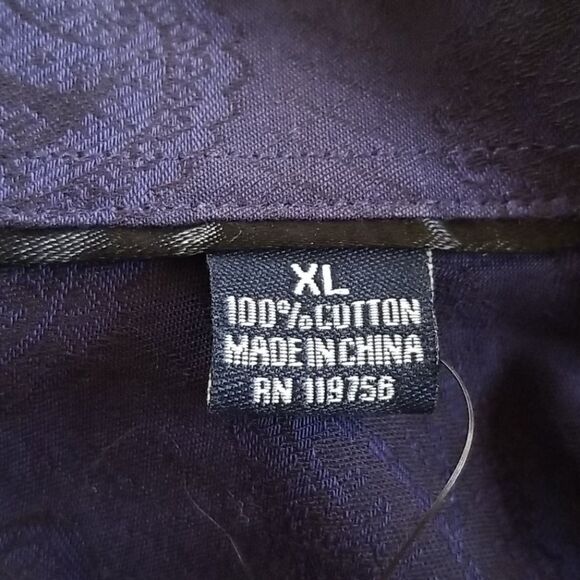 XL
100% COTTON
MADE IN CHINA
RN 119756